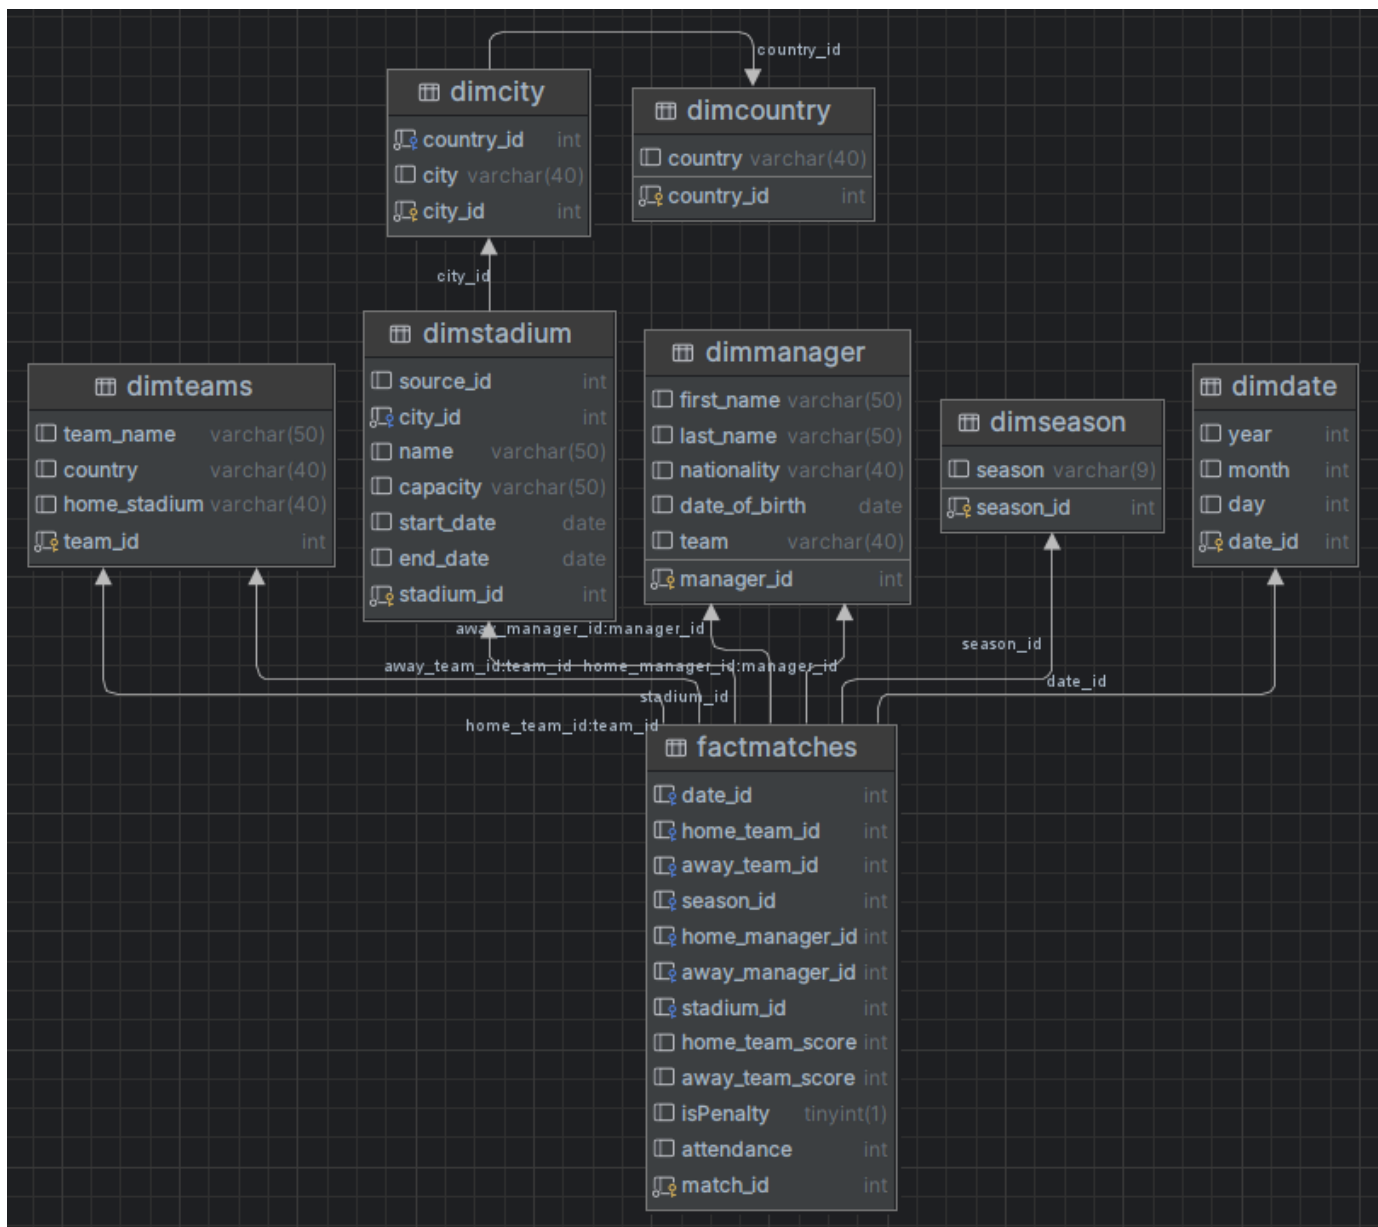 country_id
dimcity
country_id int
city varchar(40)
city_id int
dimcountry
country varchar(40)
country_id int
city_id
dimstadium
source_id int
city_id int
name varchar(50)
capacity varchar(50)
start_date date
end_date date
stadium_id int
dimmanager
first_name varchar(50)
last_name varchar(50)
nationality varchar(40)
date_of_birth date
team varchar(40)
manager_id int
dimteams
team_name varchar(50)
country varchar(40)
home_stadium varchar(40)
team_id int
dimseason
season varchar(9)
season_id int
dimdate
year int
month int
day int
date_id int
away_manager_id:manager_id
season_id
away_team_id:team_id
home_manager_id:manager_id
date_id
stadium_id
home_team_id:team_id
factmatches
date_id int
home_team_id int
away_team_id int
season_id int
home_manager_id int
away_manager_id int
stadium_id int
home_team_score int
away_team_score int
isPenalty tinyint(1)
attendance int
match_id int